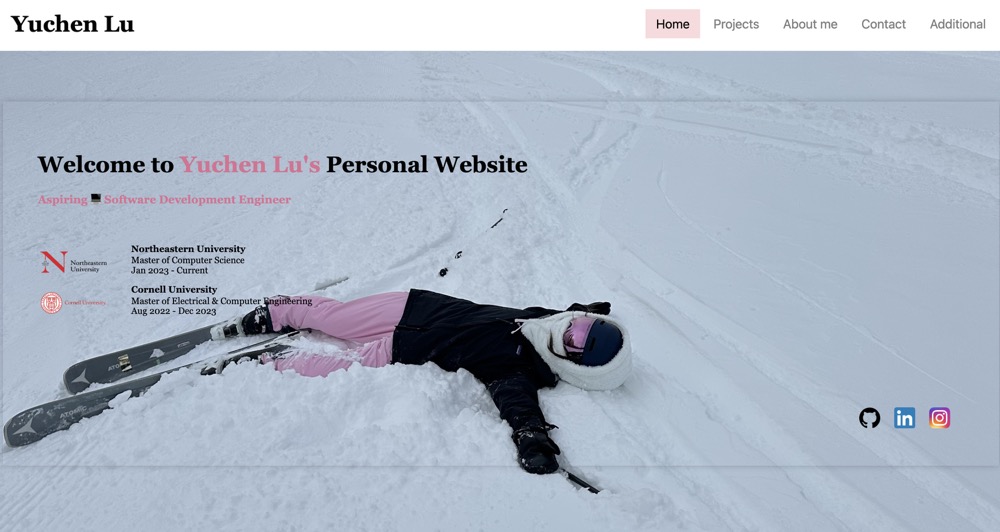 Yuchen Lu
Home Projects About me Contact Additional
Welcome to Yuchen Lu's Personal Website
Aspiring 💻 Software Development Engineer
Northeastern University
Master of Computer Science
Jan 2023 - Current
N Northeastern
University
Cornell University
Master of Electrical & Computer Engineering
Aug 2022 - Dec 2023
Cornell University
ATOMIC
in